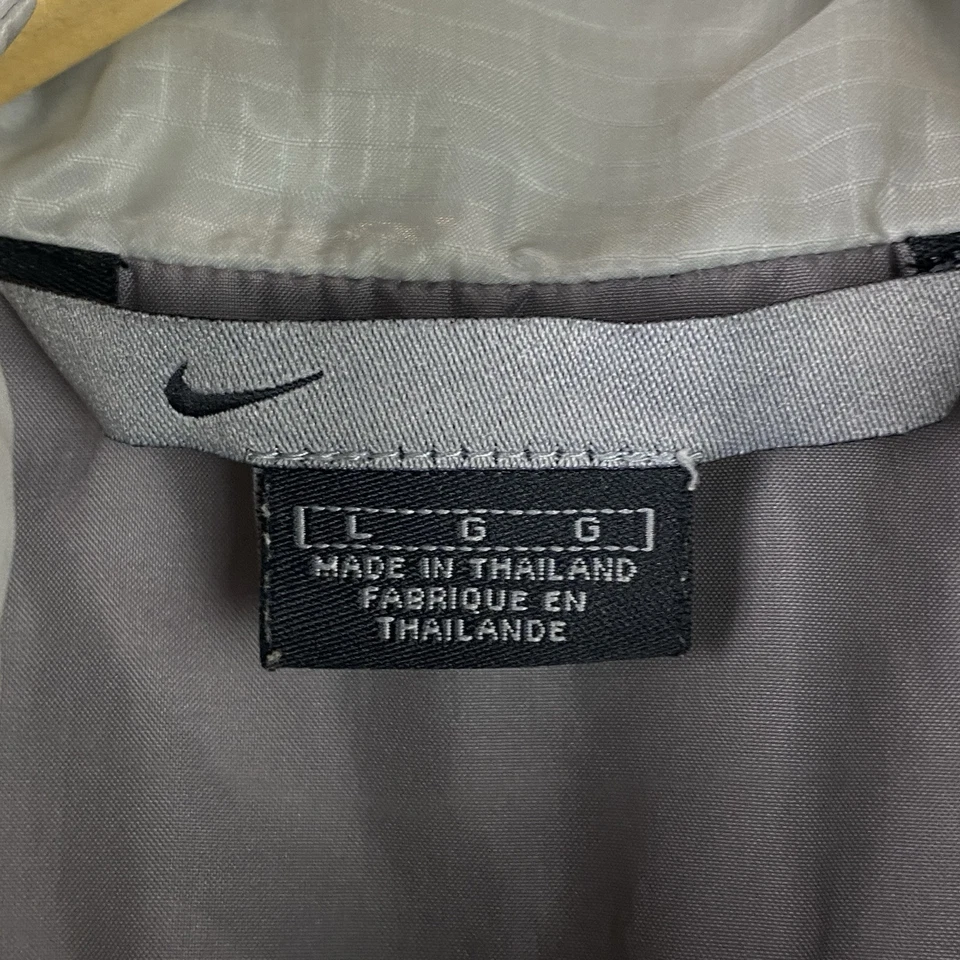 L G G
MADE IN THAILAND
FABRIQUE EN
THAILANDE